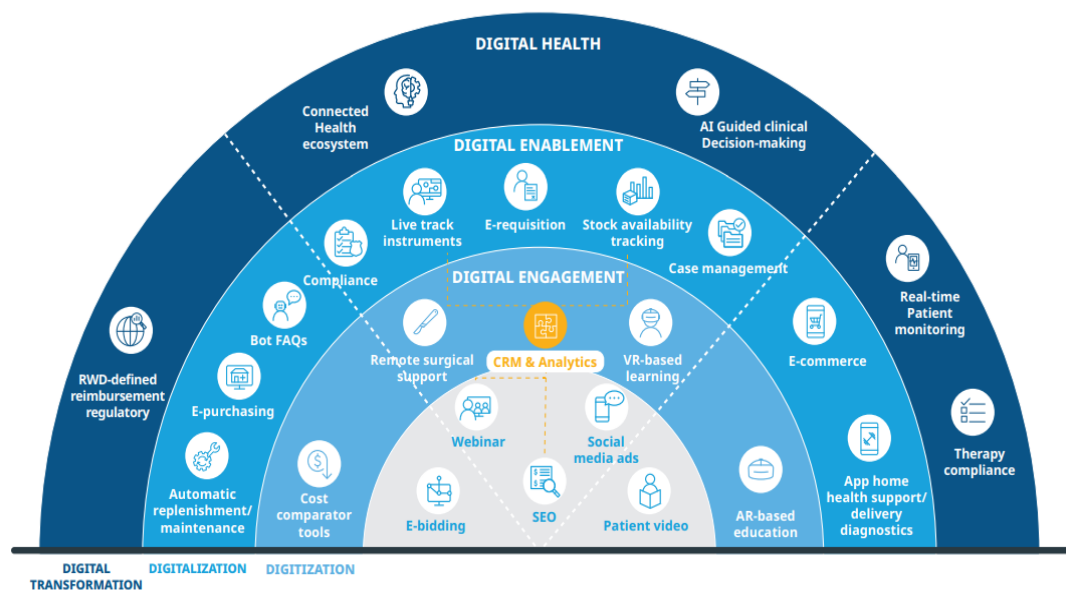 DIGITAL HEALTH
Connected
Health
ecosystem
AI Guided clinical
Decision-making
RWD-defined
reimbursement
regulatory
Real-time
Patient
monitoring
Therapy
compliance
DIGITAL ENABLEMENT
Live track
instruments
E-requisition
Stock availability
tracking
Case management
Compliance
Bot FAQs
E-purchasing
Automatic
replenishment/
maintenance
E-commerce
App home
health support/
delivery
diagnostics
DIGITAL ENGAGEMENT
Remote surgical
support
CRM & Analytics
VR-based
learning
Cost
comparator
tools
AR-based
education
Webinar
Social
media ads
E-bidding
SEO
Patient video
DIGITAL
TRANSFORMATION
DIGITALIZATION
DIGITIZATION